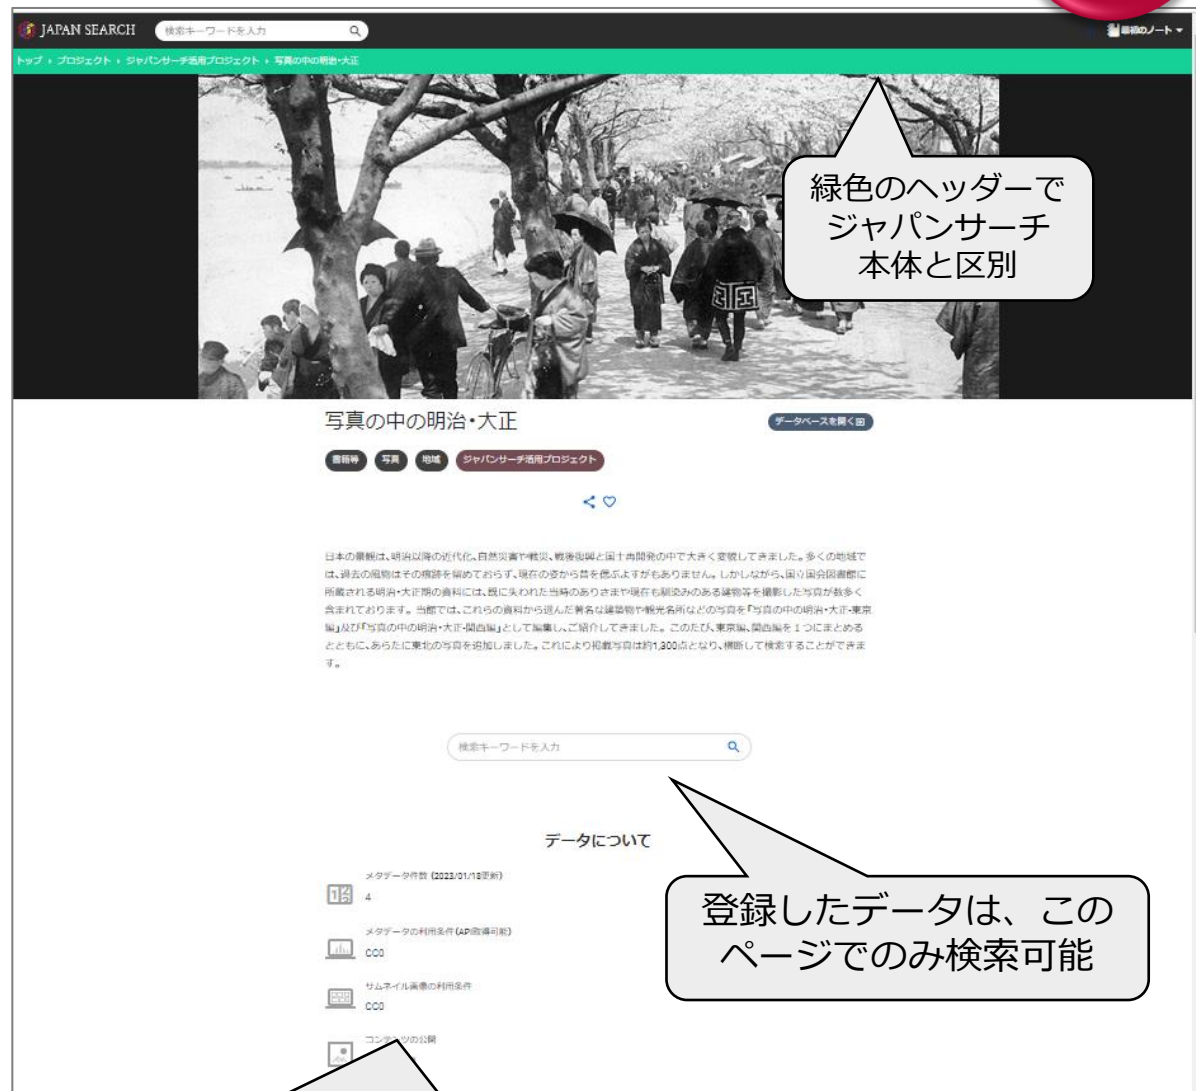 JAPAN SEARCH
検索キーワードを入力
最初のノート
トップ › プロジェクト › ジャパンサーチ活用プロジェクト › 写真の中の明治・大正
緑色のヘッダーで
ジャパンサーチ
本体と区別
写真の中の明治・大正
データベースを開く
書籍等 写真 地域 ジャパンサーチ活用プロジェクト
日本の景観は、明治以降の近代化、自然災害や戦災、戦後復興と国土再開発の中で大きく変貌してきました。多くの地域で
は、過去の風物はその痕跡を留めておらず、現在の姿から昔を偲ぶよすがもありません。しかしながら、国立国会図書館に
所蔵される明治・大正期の資料には、既に失われた当時のありさまや現在も馴染みのある建物等を撮影した写真が数多く
含まれております。当館では、これらの資料から選んだ著名な建築物や観光名所などの写真を『写真の中の明治・大正-東京
編』及び『写真の中の明治・大正-関西編』として編集し、ご紹介してきました。このたび、東京編、関西編を1つにまとめる
とともに、あらたに東北の写真を追加しました。これにより掲載写真は約1,300点となり、横断して検索することができま
す。
検索キーワードを入力
データについて
メタデータ件数 (2023/01/18更新)
4
メタデータの利用条件(API取得可能)
CC0
サムネイル画像の利用条件
CC0
コンテンツの公開
登録したデータは、この
ページでのみ検索可能